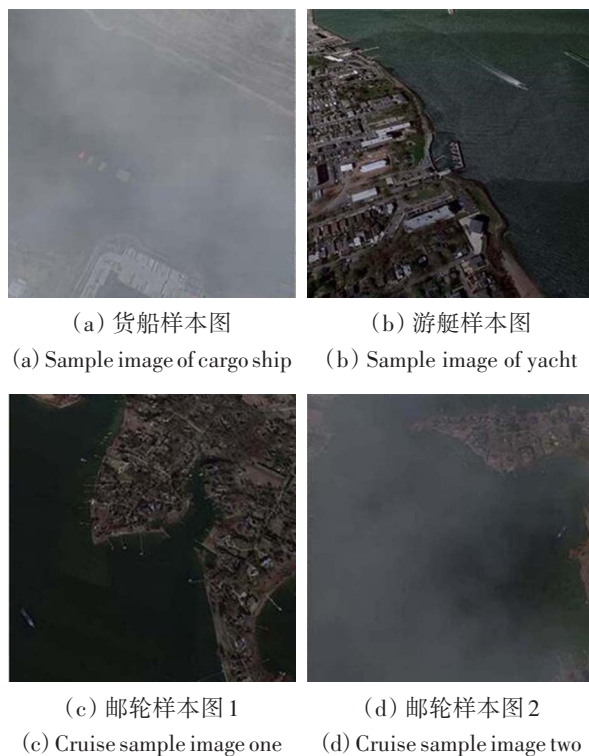 (a) 货船样本图
(a) Sample image of cargo ship
(b) 游艇样本图
(b) Sample image of yacht
(c) 邮轮样本图1
(c) Cruise sample image one
(d) 邮轮样本图2
(d) Cruise sample image two